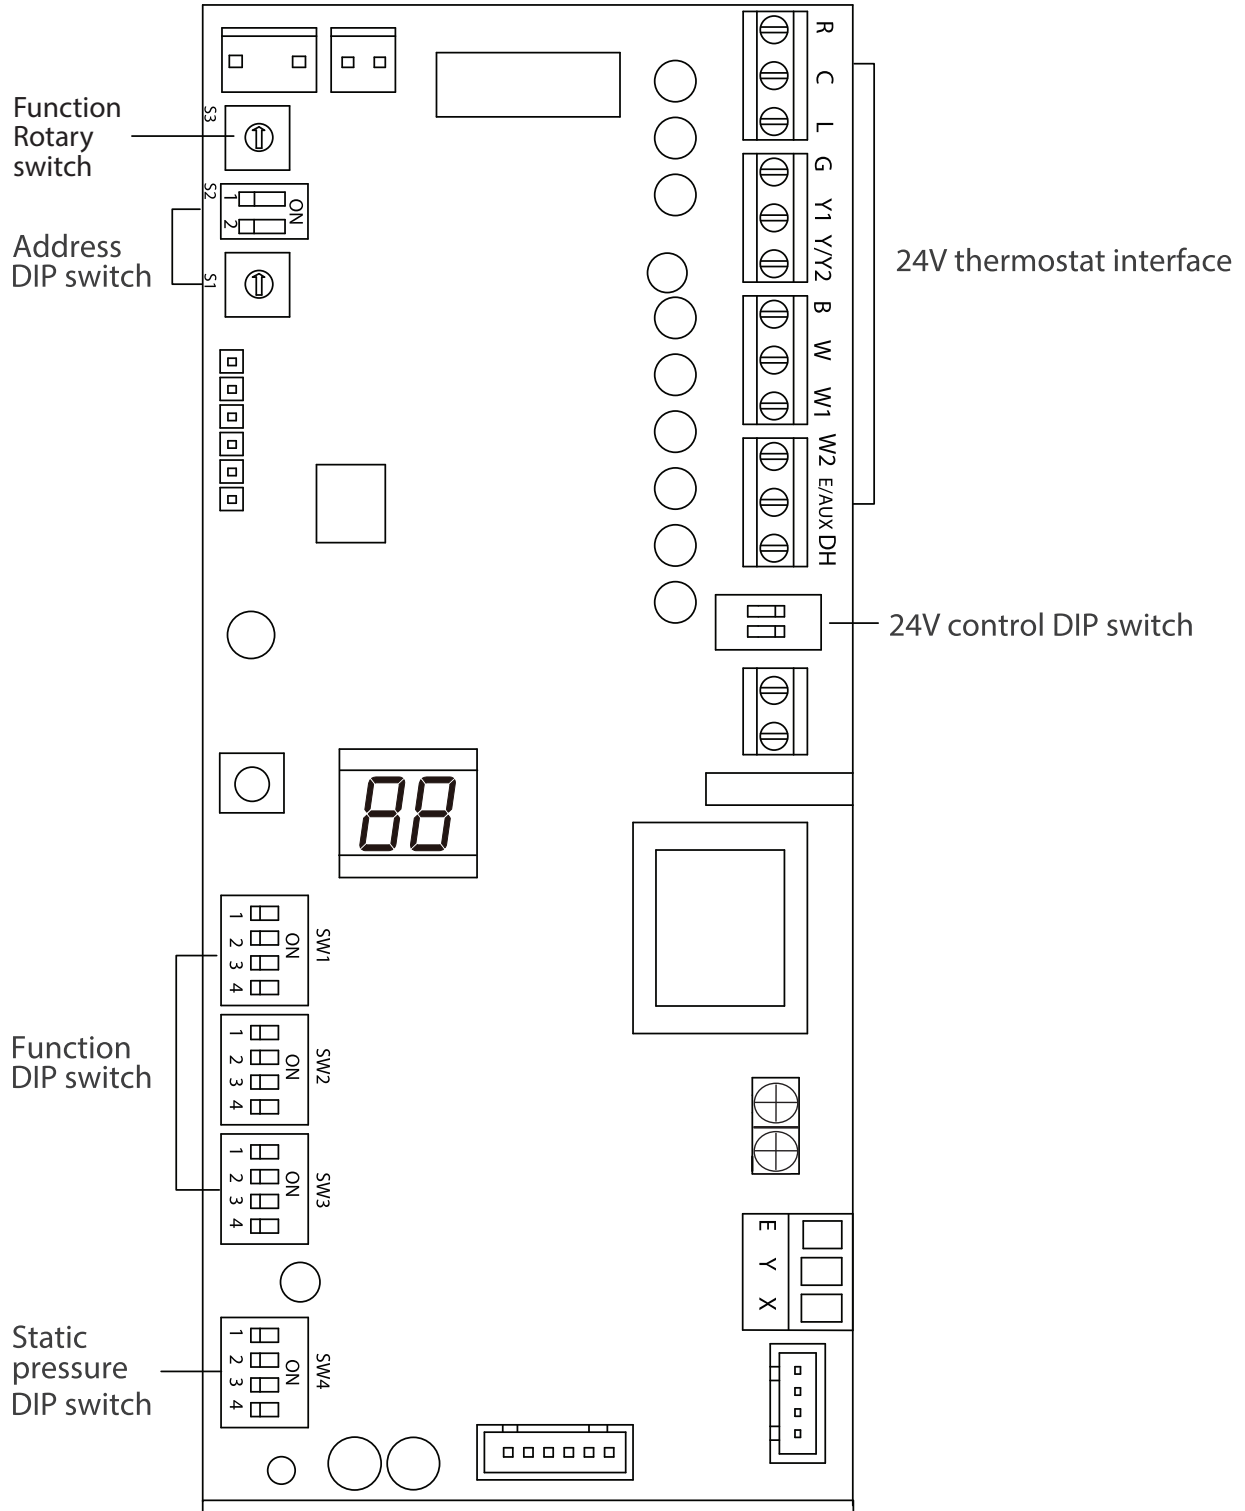 Function
Rotary
switch
S3
S2
1
2
ON
Address
DIP switch
S1
R
C
L
G
Y1
Y/Y2
B
W
W1
W2
E/AUX
DH
24V thermostat interface
24V control DIP switch
88
Function
DIP switch
1
2
3
4
ON
SW1
1
2
3
4
ON
SW2
1
2
3
4
ON
SW3
E
Y
X
Static
pressure
DIP switch
1
2
3
4
ON
SW4